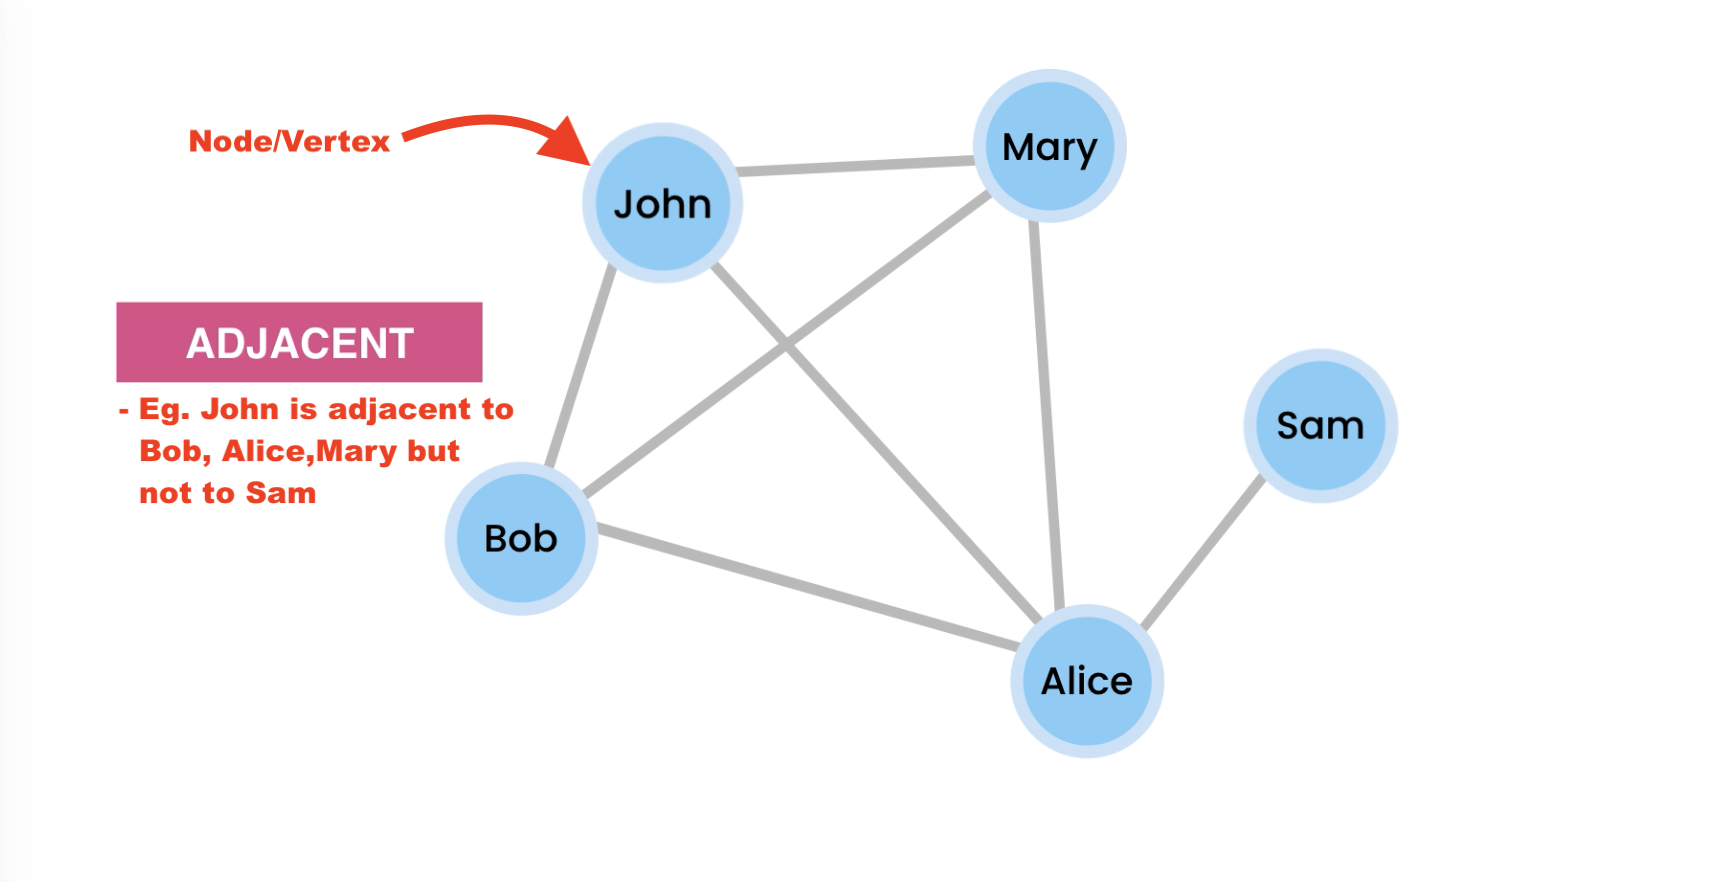 Node/Vertex
John
Mary
ADJACENT
- Eg. John is adjacent to
Bob, Alice,Mary but
not to Sam
Sam
Bob
Alice